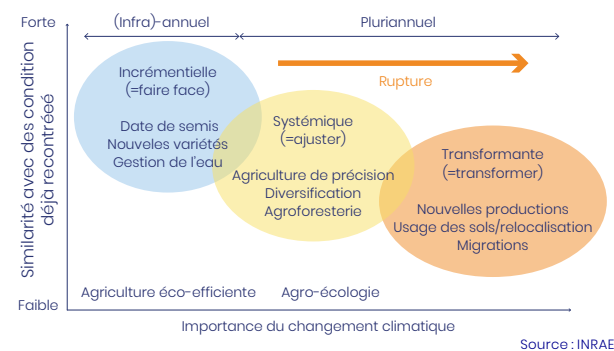 Forte
(Infra)-annuel
Pluriannuel
Rupture
Incrémentielle
(=faire face)
Date de semis
Nouveles variétés
Gestion de l'eau
Systémique
(=ajuster)
Agriculture de précision
Diversification
Agroforesterie
Transformante
(=transformer)
Nouvelles productions
Usage des sols/relocalisation
Migrations
Similarité avec des condition
déjà recontréeé
Agriculture éco-efficiente
Agro-écologie
Faible
Importance du changement climatique
Source : INRAE